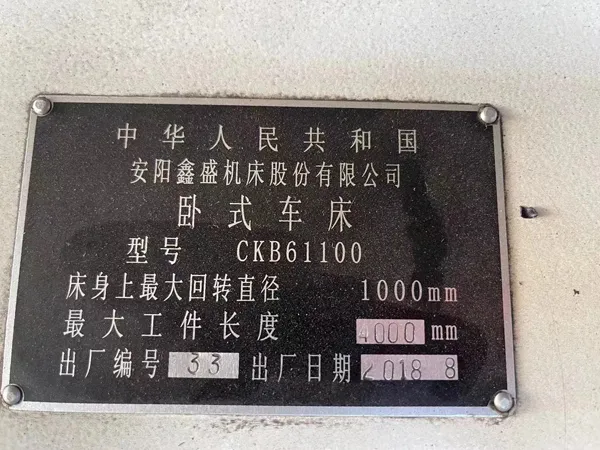 中华人民共和国
安阳鑫盛机床股份有限公司
卧式车床
型号 CKB61100
床身上最大回转直径 1000mm
最大工件长度 4000 mm
出厂编号 33 出厂日期 2018 8